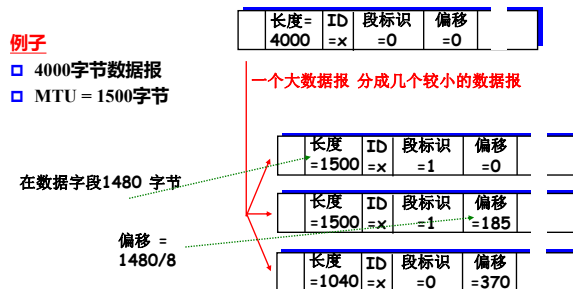 例子
4000字节数据报
MTU = 1500字节
长度= ID 段标识 偏移
4000 =x =0 =0
一个大数据报 分成几个较小的数据报
长度 ID 段标识 偏移
=1500 =x =1 =0
在数据字段1480 字节
长度 ID 段标识 偏移
=1500 =x =1 =185
偏移 =
1480/8
长度 ID 段标识 偏移
=1040 =x =0 =370